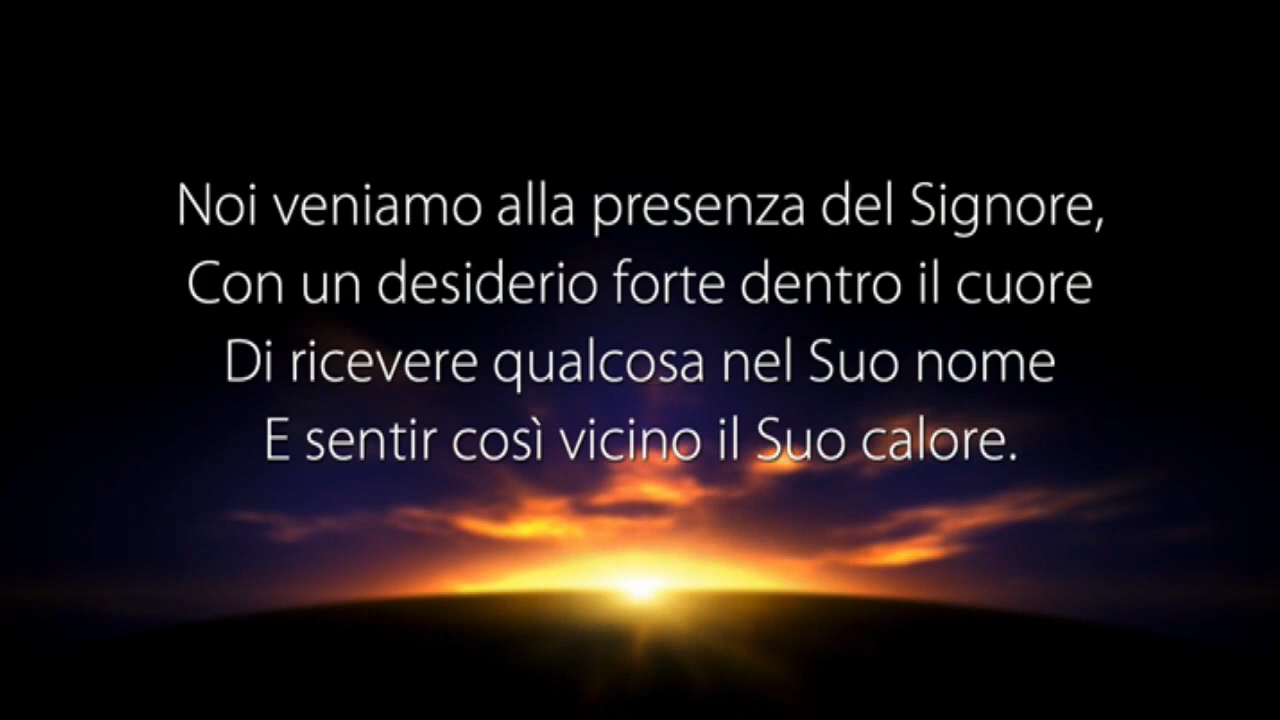 Noi veniamo alla presenza del Signore,
Con un desiderio forte dentro il cuore
Di ricevere qualcosa nel Suo nome
E sentir così vicino il Suo calore.